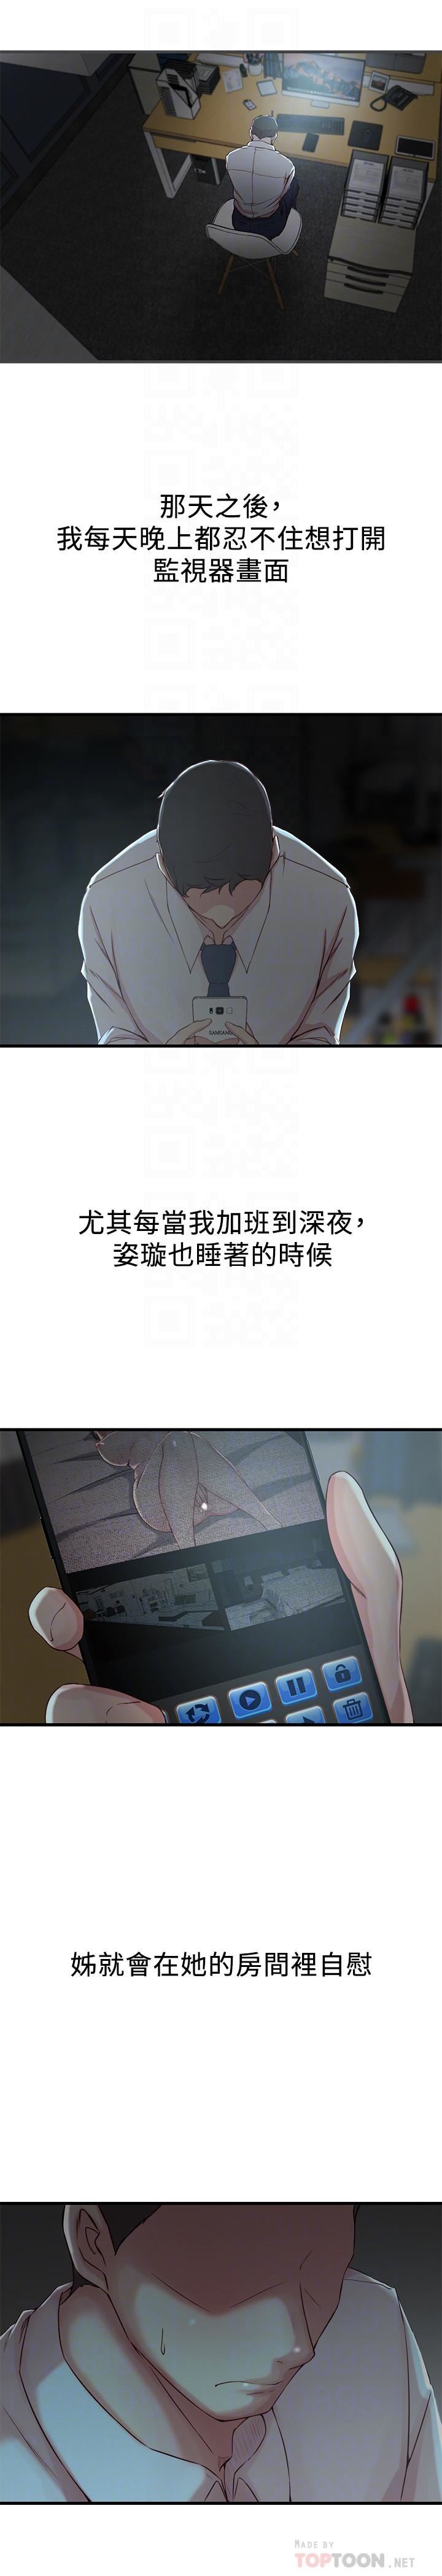 那天之後，
我每天晚上都忍不住想打開
監視器畫面
SAMSANG
尤其每當我加班到深夜，
姿璇也睡著的時候
姊就會在她的房間裡自慰
MADE BY
TOPTOON.NET